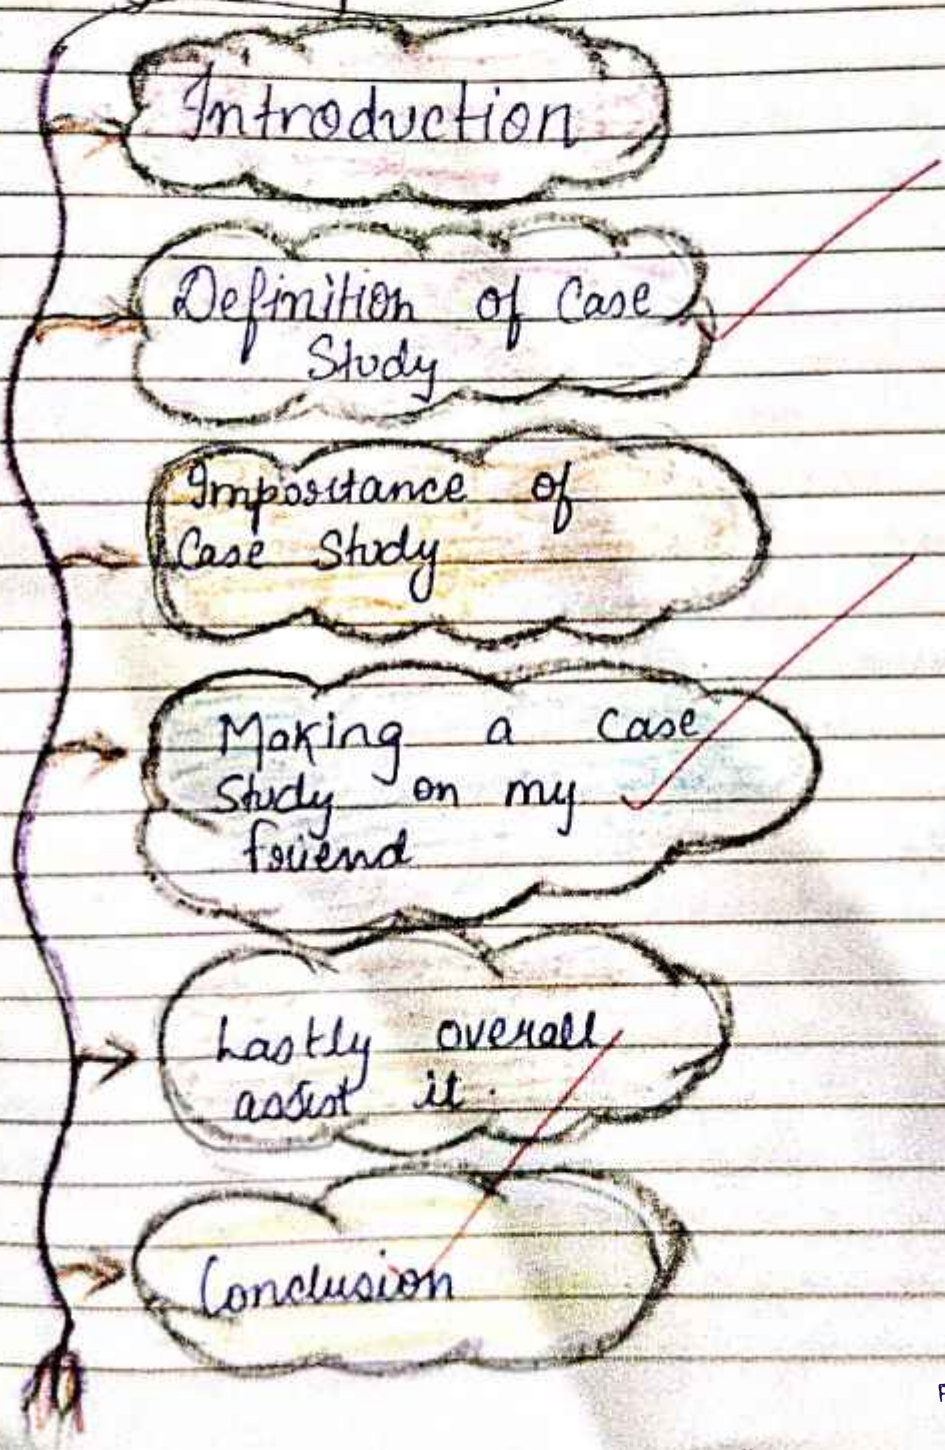 Introduction
Definition of Case
Study
Importance of
Case Study
Making a case
Study on my
friend
Lastly overall
assist it.
Conclusion